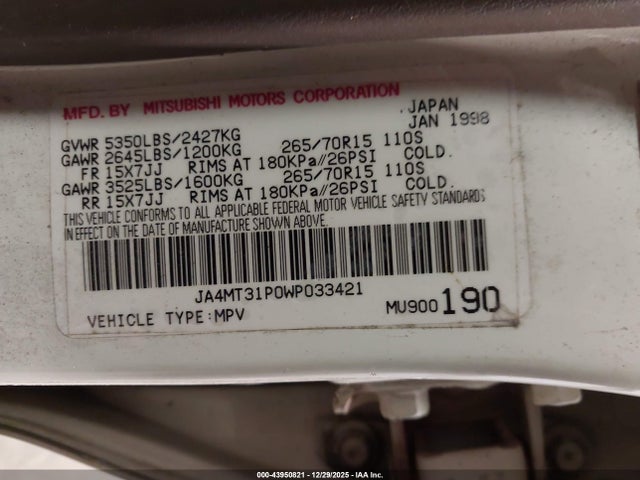 MFD. BY MITSUBISHI MOTORS CORPORATION
JAPAN
JAN 1998
GVWR 5350LBS/2427KG
GAWR 2645LBS/1200KG 265/70R15 110S
FR 15X7JJ RIMS AT 180KPa//26PSI COLD.
GAWR 3525LBS/1600KG 265/70R15 110S
RR 15X7JJ RIMS AT 180KPa//26PSI COLD.
THIS VEHICLE CONFORMS TO ALL APPLICABLE FEDERAL MOTOR VEHICLE SAFETY STANDARDS
IN EFFECT ON THE DATE OF MANUFACTURE SHOWN ABOVE.
JA4MT31P0WP033421
VEHICLE TYPE:MPV MU900 190
000-43950821 - 12/29/2025 - IAA Inc.